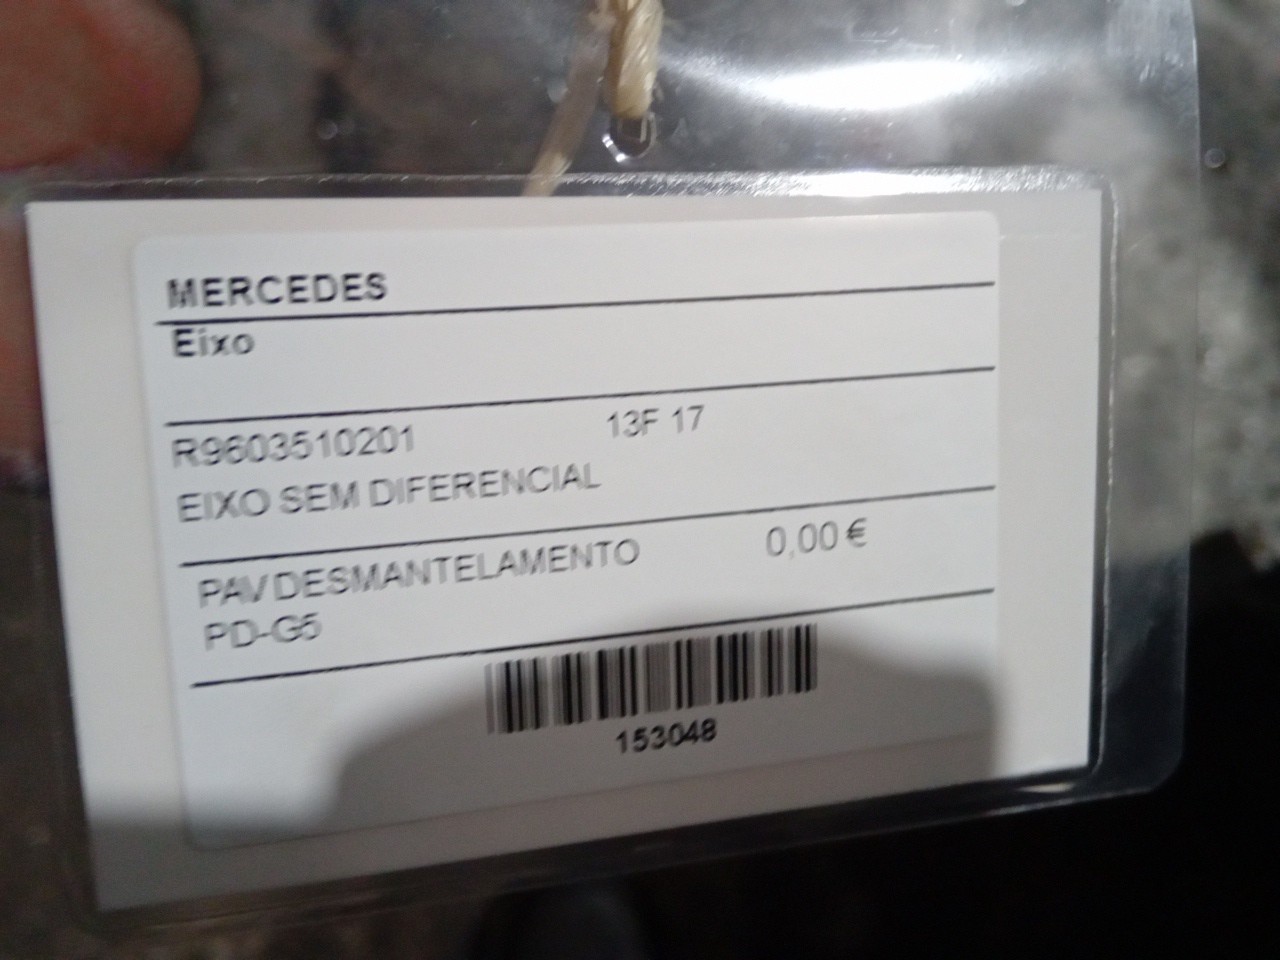 MERCEDES
Eixo
R9603510201 13F 17
EIXO SEM DIFERENCIAL
PAV DESMANTELAMENTO 0,00 €
PD-G5
153048